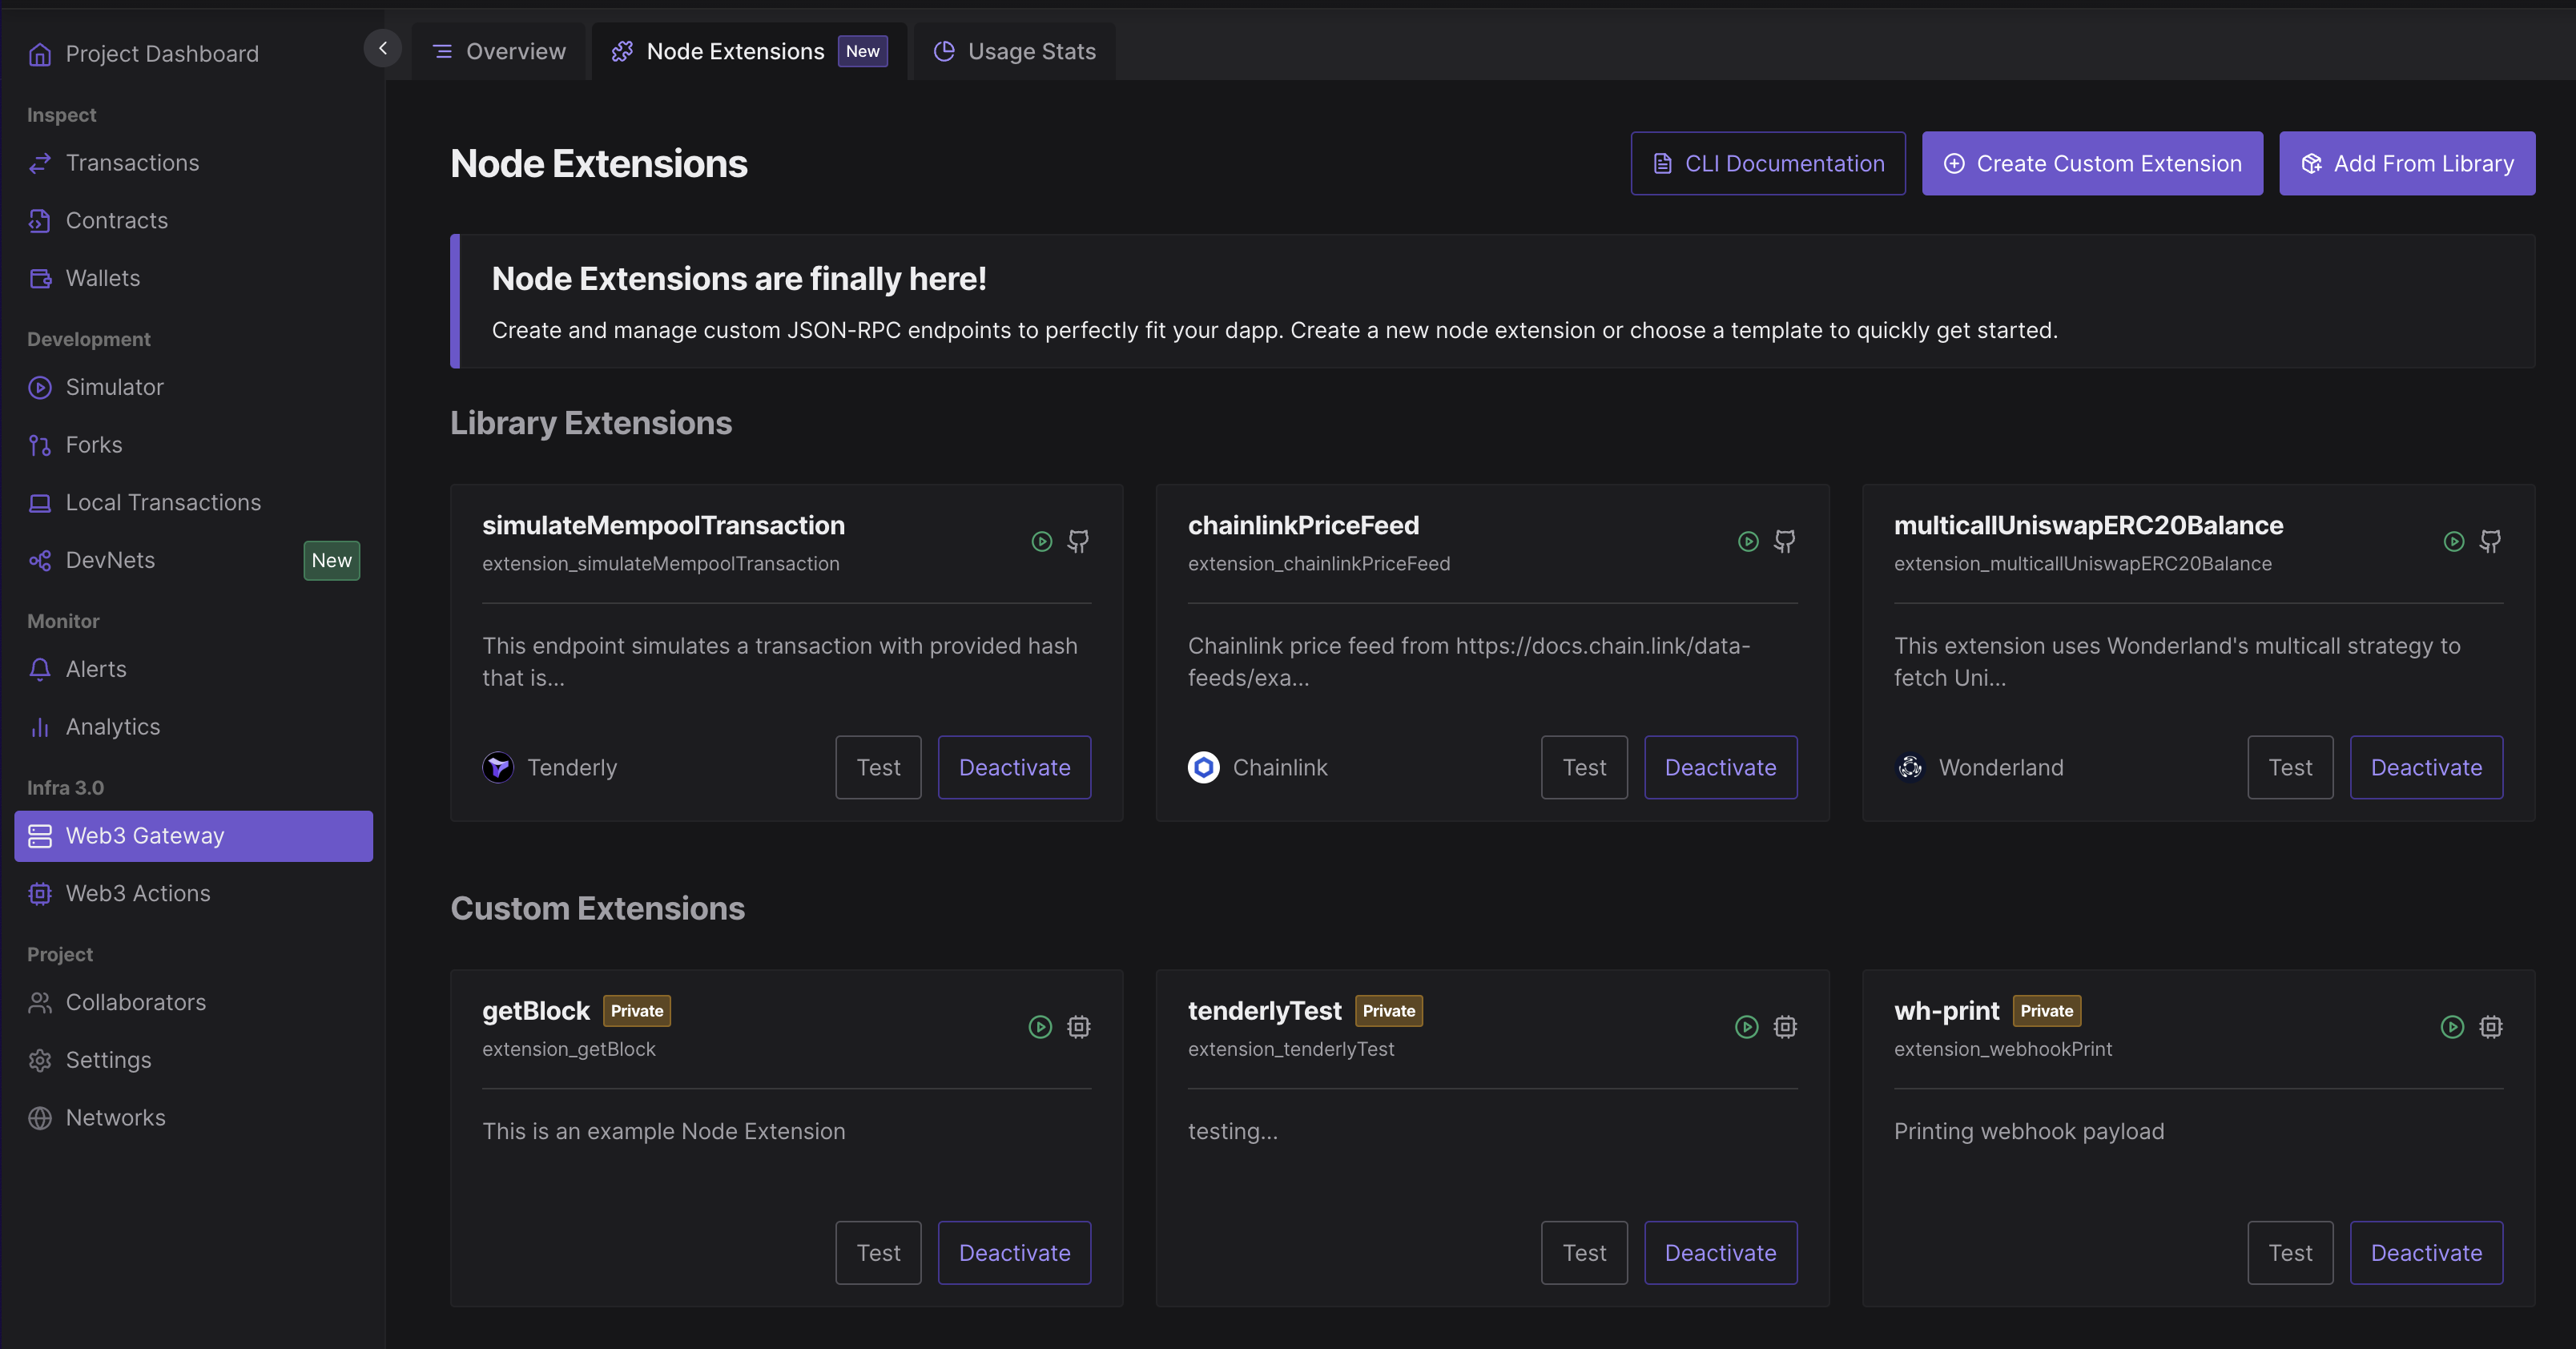 Project Dashboard
Inspect
Transactions
Contracts
Wallets
Development
Simulator
Forks
Local Transactions
DevNets New
Monitor
Alerts
Analytics
Infra 3.0
Web3 Gateway
Web3 Actions
Project
Collaborators
Settings
Networks
Overview Node Extensions New Usage Stats
Node Extensions
CLI Documentation Create Custom Extension Add From Library
Node Extensions are finally here!
Create and manage custom JSON-RPC endpoints to perfectly fit your dapp. Create a new node extension or choose a template to quickly get started.
Library Extensions
simulateMempoolTransaction
extension_simulateMempoolTransaction
This endpoint simulates a transaction with provided hash
that is...
Tenderly Test Deactivate
chainlinkPriceFeed
extension_chainlinkPriceFeed
Chainlink price feed from https://docs.chain.link/data-
feeds/exa...
Chainlink Test Deactivate
multicallUniswapERC20Balance
extension_multicallUniswapERC20Balance
This extension uses Wonderland's multicall strategy to
fetch Uni...
Wonderland Test Deactivate
Custom Extensions
getBlock Private
extension_getBlock
This is an example Node Extension
Test Deactivate
tenderlyTest Private
extension_tenderlyTest
testing...
Test Deactivate
wh-print Private
extension_webhookPrint
Printing webhook payload
Test Deactivate